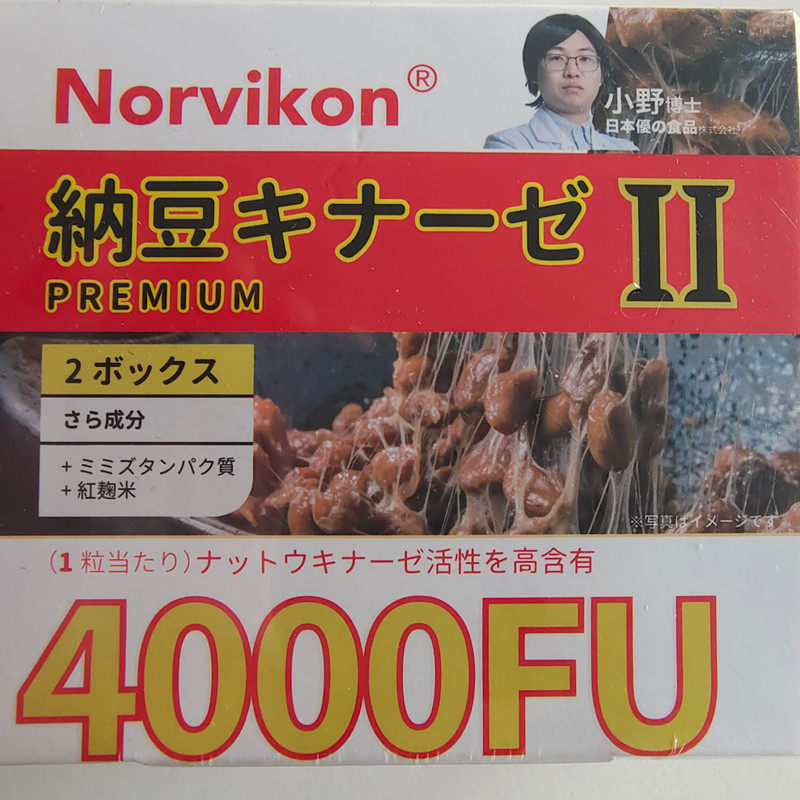 Norvikon®
小野博士
日本優の食品株式会社
納豆キナーゼ II
PREMIUM
2 ボックス
さら成分
+ ミミズタンパク質
+ 紅麹米
※写真はイメージです
(1 粒当たり)ナットウキナーゼ活性を高含有
4000FU